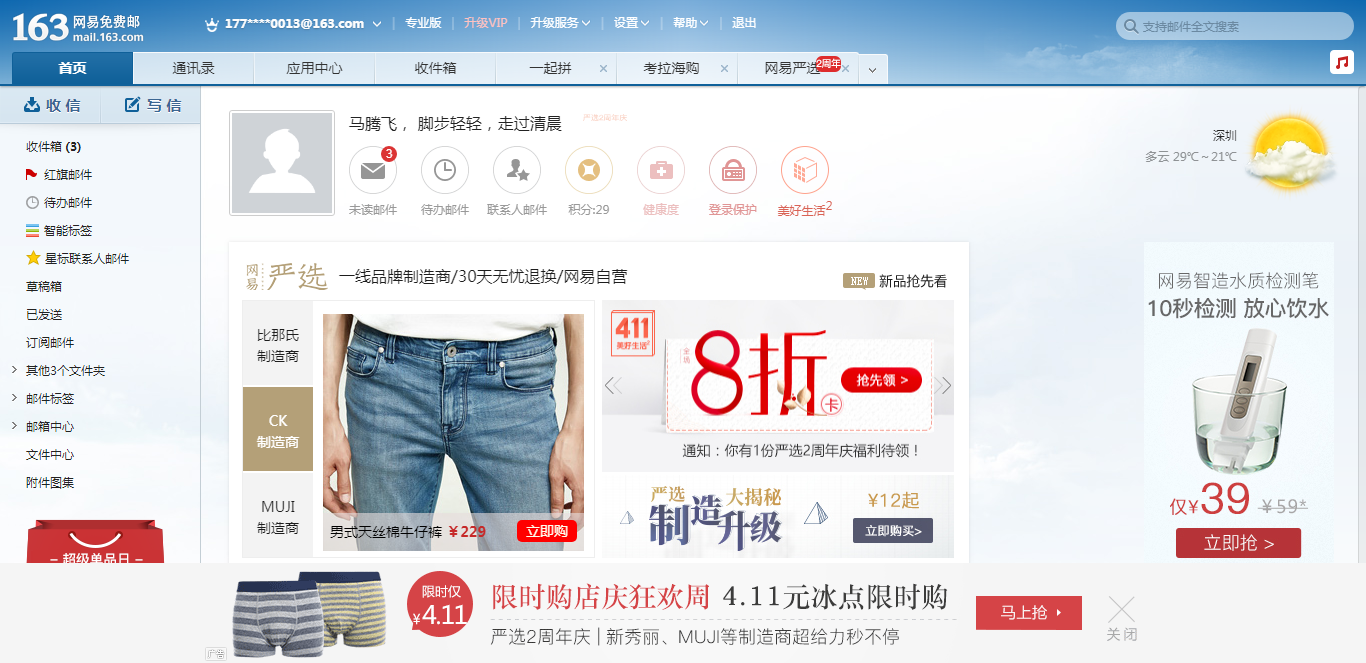 163 网易免费邮
mail.163.com
177****0013@163.com
专业版
升级VIP
升级服务
设置
帮助
退出
支持邮件全文搜索
首页
通讯录
应用中心
收件箱
一起拼
考拉海购
网易严选
2周年
收信
写信
收件箱 (3)
红旗邮件
待办邮件
智能标签
星标联系人邮件
草稿箱
已发送
订阅邮件
其他3个文件夹
邮件标签
邮箱中心
文件中心
附件图集
– 超级单品日 –
马腾飞，脚步轻轻，走过清晨
严选2周年庆
3
未读邮件
待办邮件
联系人邮件
积分:29
健康度
登录保护
美好生活2
深圳
多云 29℃ ~ 21℃
网易严选
一线品牌制造商/30天无忧退换/网易自营
NEW 新品抢先看
比那氏
制造商
CK
制造商
MUJI
制造商
男式天丝棉牛仔裤 ¥229
立即购
411
美好生活2
全场
8折
卡
抢先领 >
通知：你有1份严选2周年庆福利待领！
严选
制造
大揭秘
升级
¥12起
立即购买>
网易智造水质检测笔
10秒检测 放心饮水
仅¥39 ¥59*
立即抢 >
限时仅
¥4.11
限时购店庆狂欢周 4.11元冰点限时购
严选2周年庆 | 新秀丽、MUJI等制造商超给力秒不停
马上抢
关闭
广告